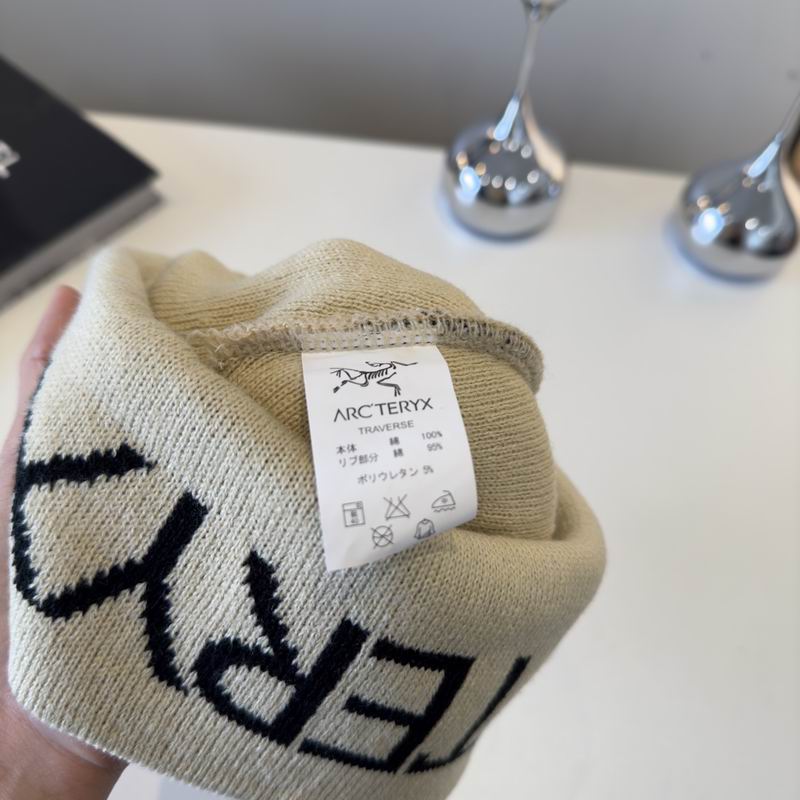 ARC'TERYX
TRAVERSE
本体 綿 100%
リブ部分 綿 95%
ポリウレタン 5%
TERY